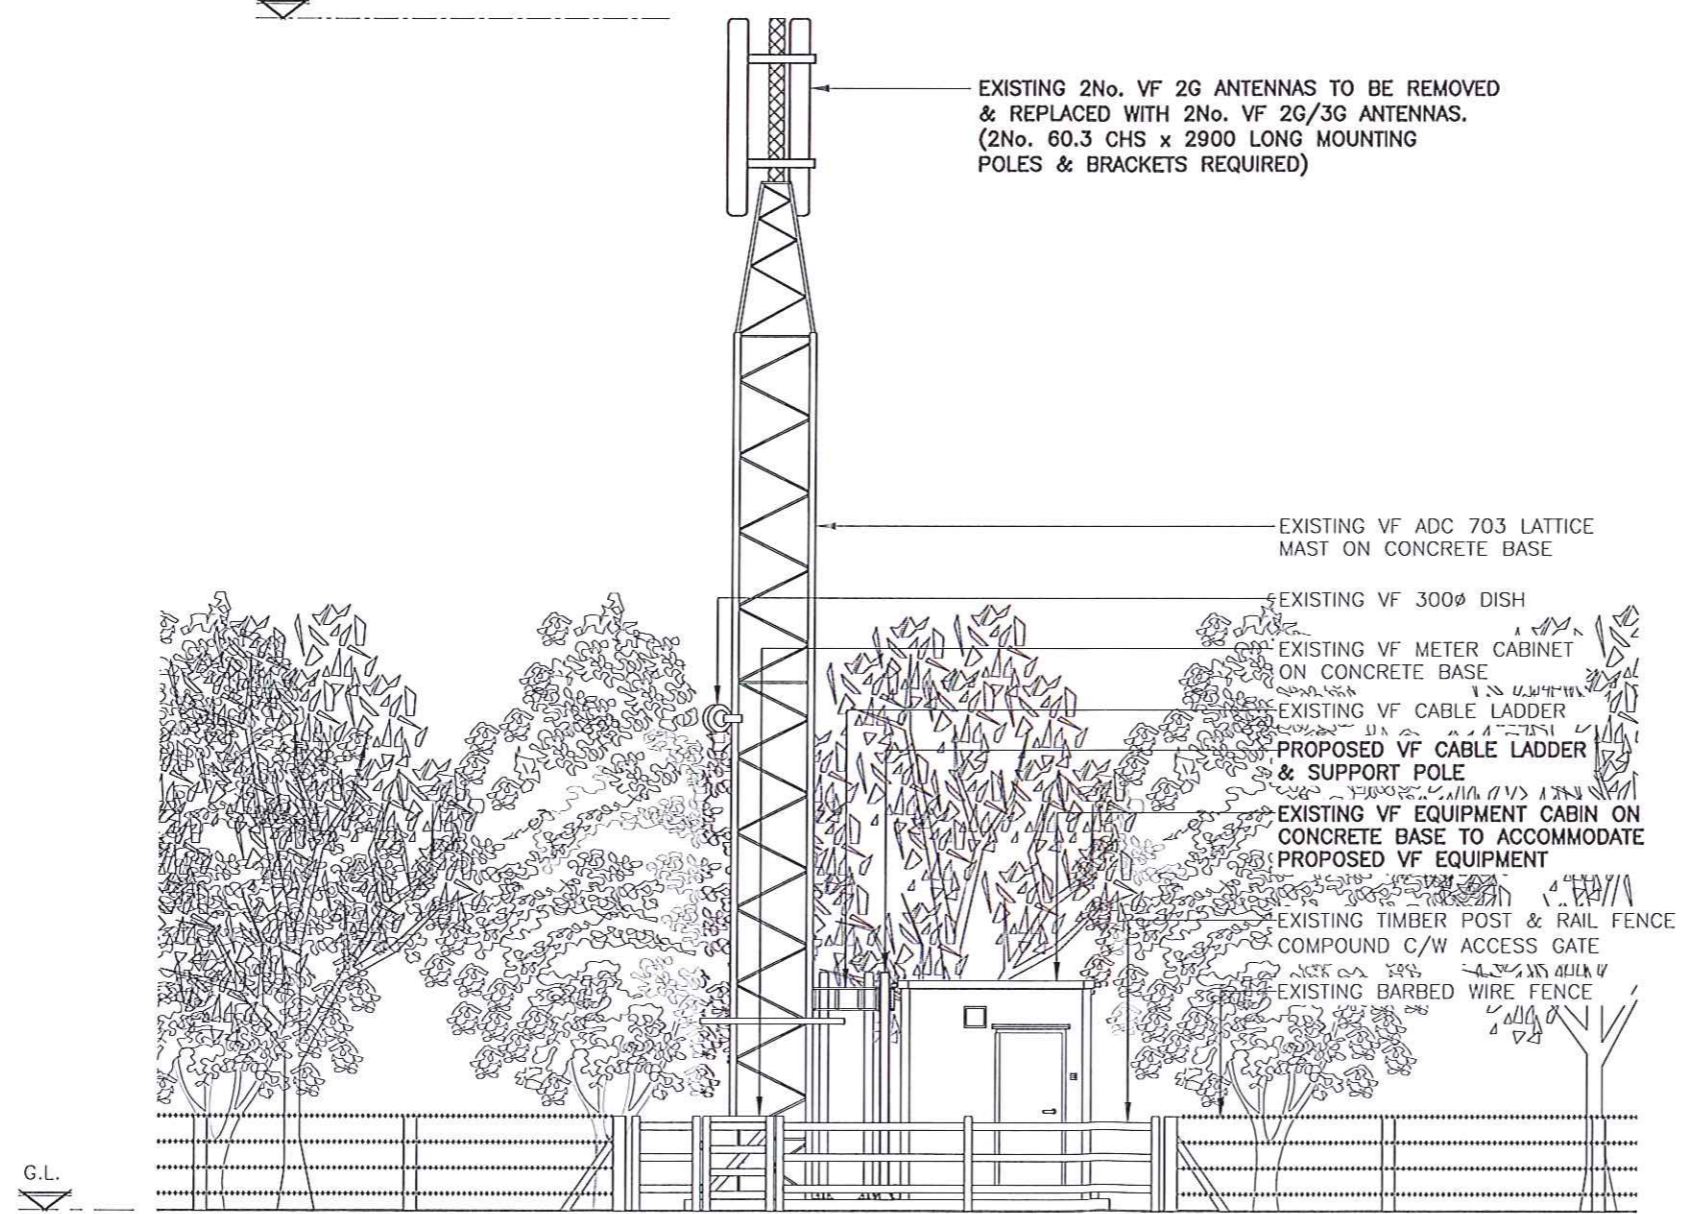 EXISTING 2No. VF 2G ANTENNAS TO BE REMOVED
& REPLACED WITH 2No. VF 2G/3G ANTENNAS.
(2No. 60.3 CHS x 2900 LONG MOUNTING
POLES & BRACKETS REQUIRED)
EXISTING VF ADC 703 LATTICE
MAST ON CONCRETE BASE
EXISTING VF 300ø DISH
EXISTING VF METER CABINET
ON CONCRETE BASE
EXISTING VF CABLE LADDER
PROPOSED VF CABLE LADDER
& SUPPORT POLE
EXISTING VF EQUIPMENT CABIN ON
CONCRETE BASE TO ACCOMMODATE
PROPOSED VF EQUIPMENT
EXISTING TIMBER POST & RAIL FENCE
COMPOUND C/W ACCESS GATE
EXISTING BARBED WIRE FENCE
G.L.